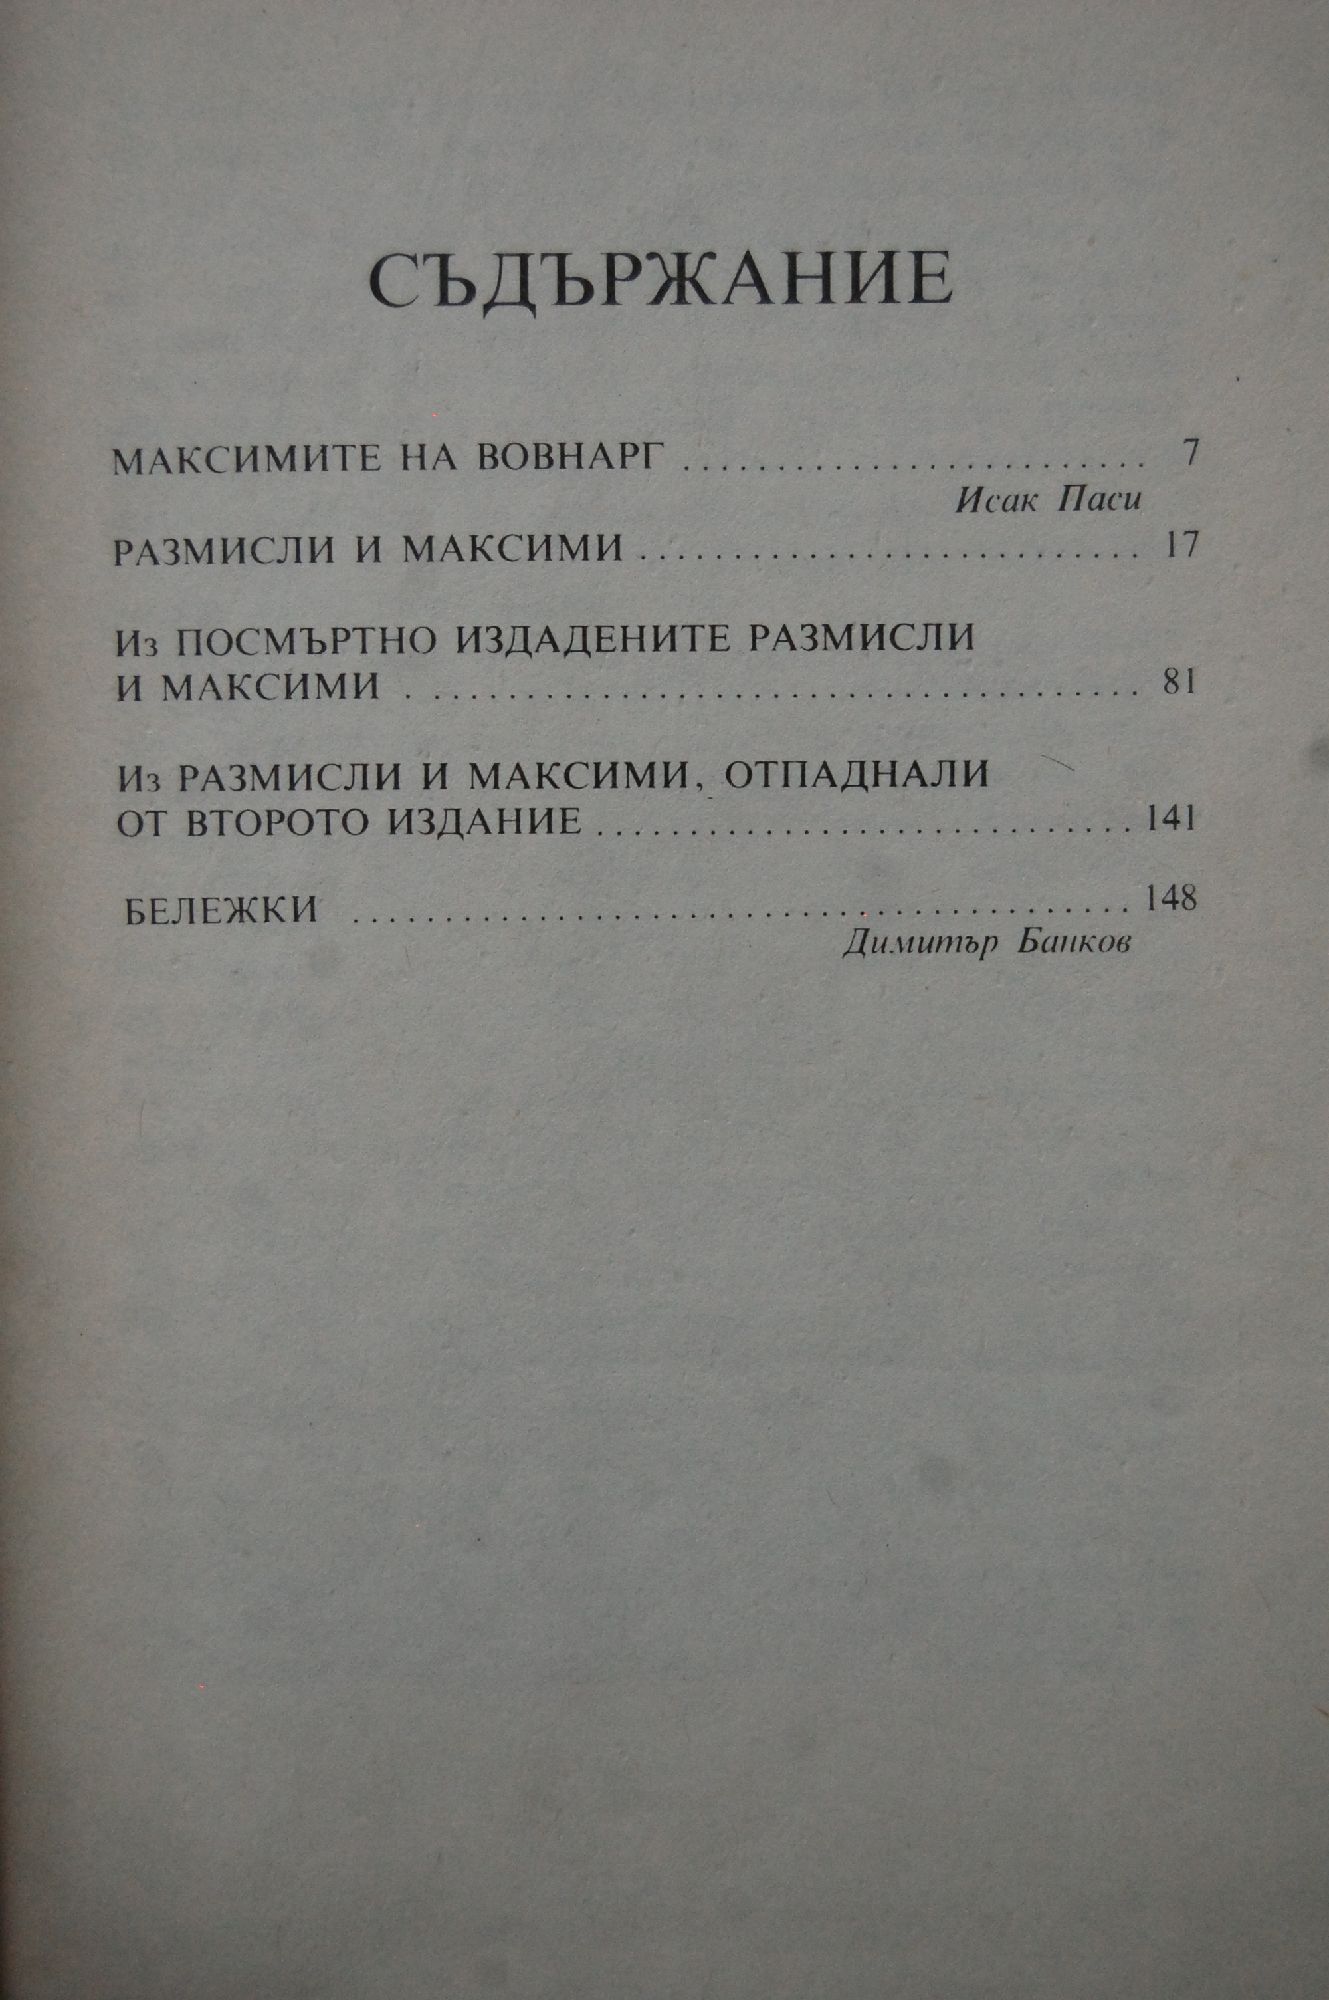 СЪДЪРЖАНИЕ
МАКСИМИТЕ НА ВОВНАРГ ......................... 7
Исак Паси
РАЗМИСЛИ И МАКСИМИ ........................... 17
Из ПОСМЪРТНО ИЗДАДЕНИТЕ РАЗМИСЛИ
И МАКСИМИ ........................................ 81
Из РАЗМИСЛИ И МАКСИМИ, ОТПАДНАЛИ
ОТ ВТОРОТО ИЗДАНИЕ ............................. 141
БЕЛЕЖКИ .......................................... 148
Димитър Банков